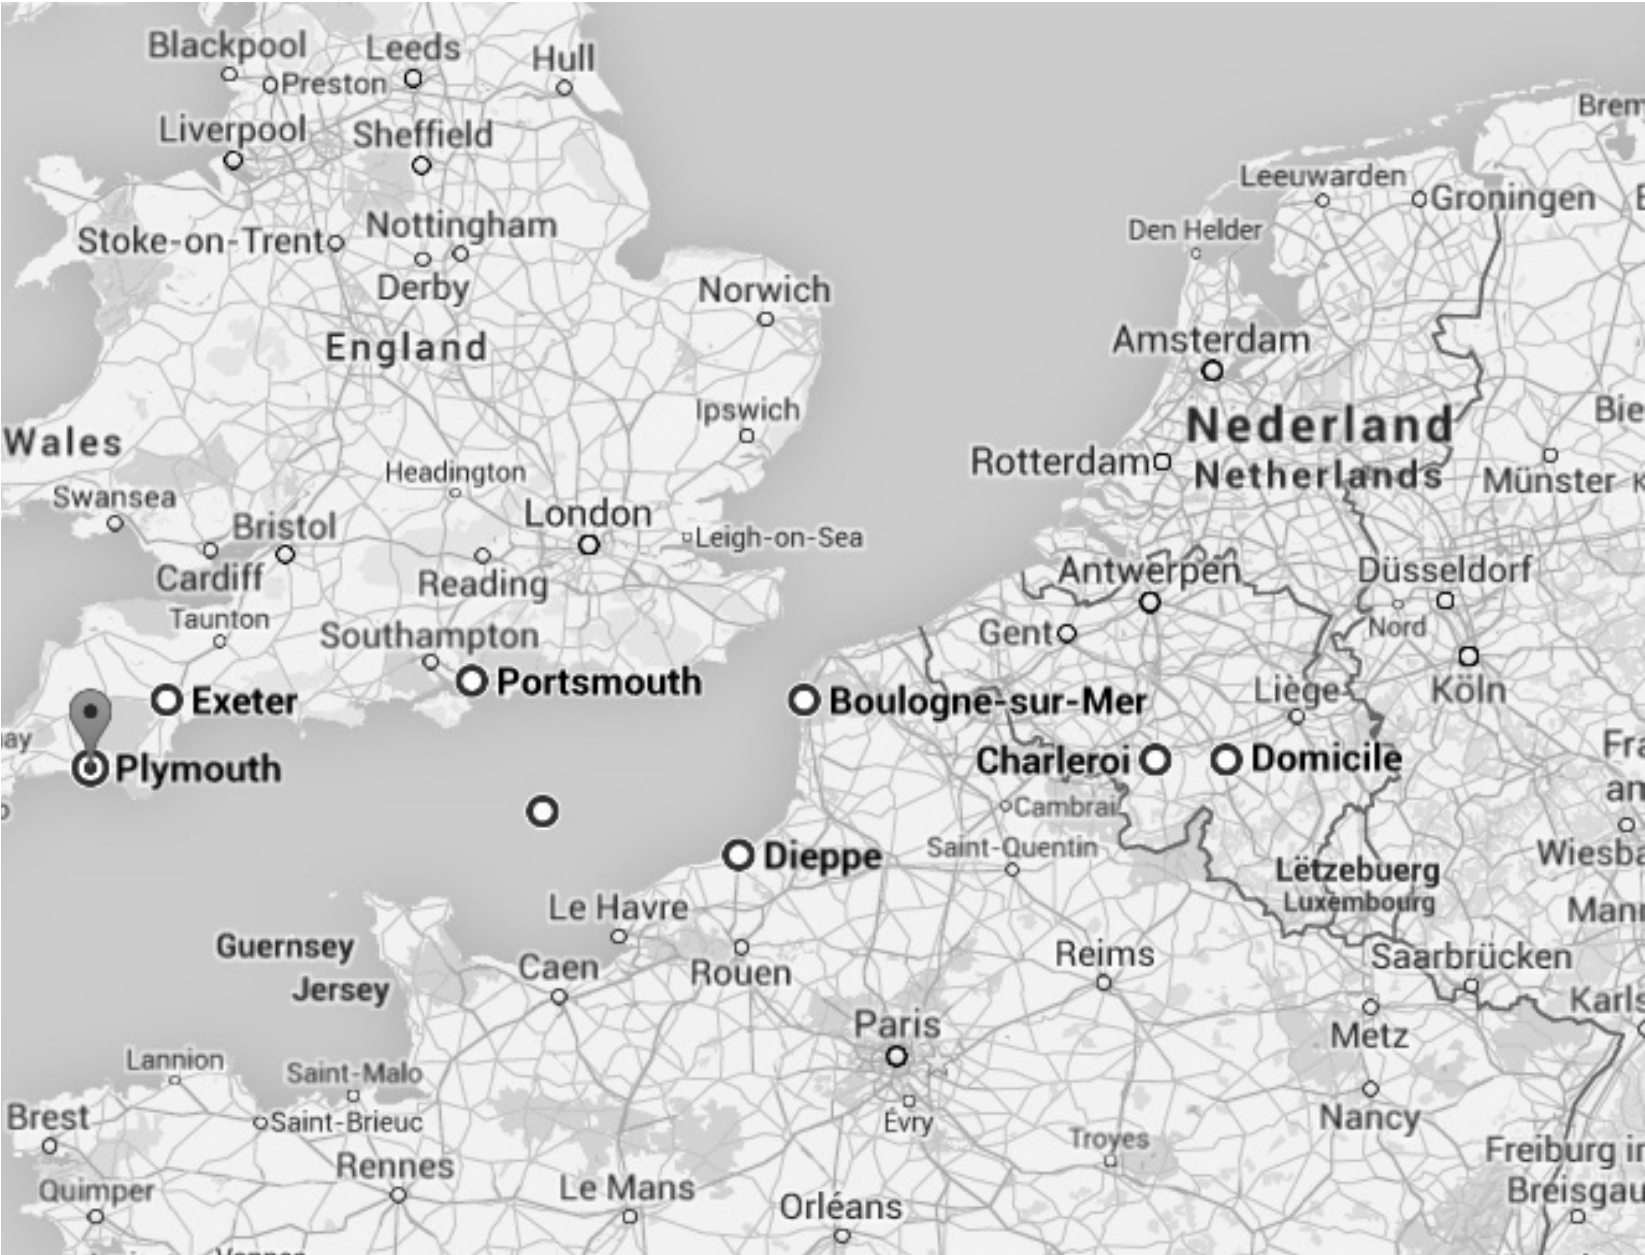 Blackpool
Leeds
Hull
Preston
Liverpool
Sheffield
Leeuwarden
Groningen
Den Helder
Nottingham
Stoke-on-Trent
Derby
Norwich
England
Amsterdam
Ipswich
Nederland
Netherlands
Wales
Headington
Rotterdam
Münster
Swansea
Bristol
London
Leigh-on-Sea
Cardiff
Reading
Antwerpen
Düsseldorf
Taunton
Southampton
Gent
Nord
Portsmouth
Exeter
Boulogne-sur-Mer
Liège
Köln
Plymouth
Charleroi
Domicile
Cambrai
Dieppe
Saint-Quentin
Lëtzebuerg
Luxembourg
Le Havre
Guernsey
Jersey
Caen
Rouen
Reims
Saarbrücken
Paris
Metz
Lannion
Saint-Malo
Brest
Saint-Brieuc
Évry
Troyes
Nancy
Rennes
Quimper
Le Mans
Orléans
Freiburg im
Breisgau